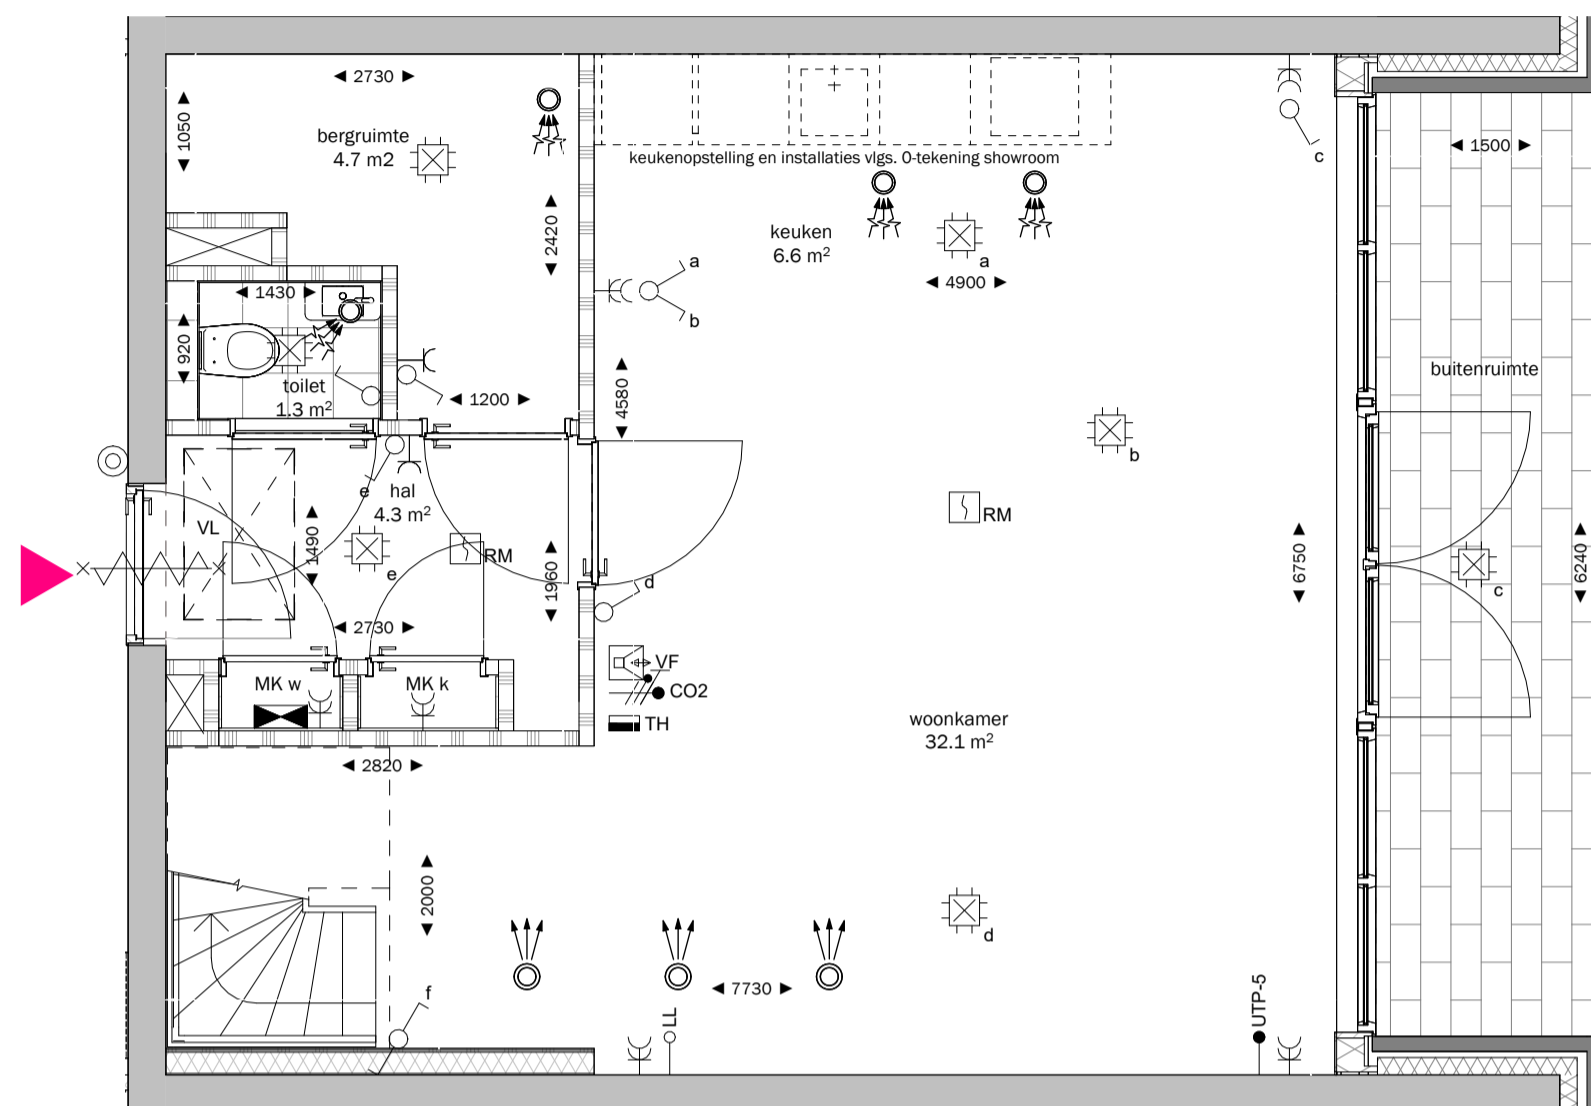 2730
1050
bergruimte
4.7 m2
keukenopstelling en installaties vlgs. 0-tekening showroom
c
1500
2420
keuken
6.6 m²
a
4900
a
b
1430
920
toilet
1.3 m²
1200
4580
buitenruimte
b
e
hal
4.3 m²
VL
1490
RM
e
1960
RM
d
6750
6240
c
2730
MK w
MK k
VF
CO2
TH
woonkamer
32.1 m²
2820
2000
d
f
7730
LL
UTP-5